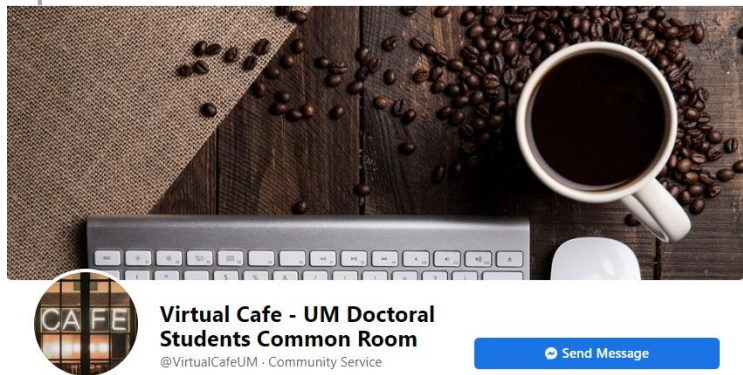 CAFE
Virtual Cafe - UM Doctoral
Students Common Room
@VirtualCafeUM · Community Service
Send Message